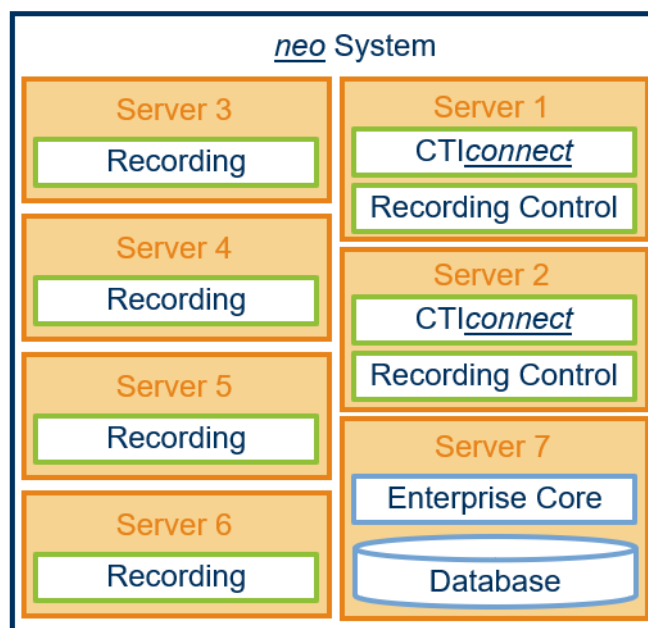 neo System
Server 3
Recording
Server 4
Recording
Server 5
Recording
Server 6
Recording
Server 1
CTIconnect
Recording Control
Server 2
CTIconnect
Recording Control
Server 7
Enterprise Core
Database